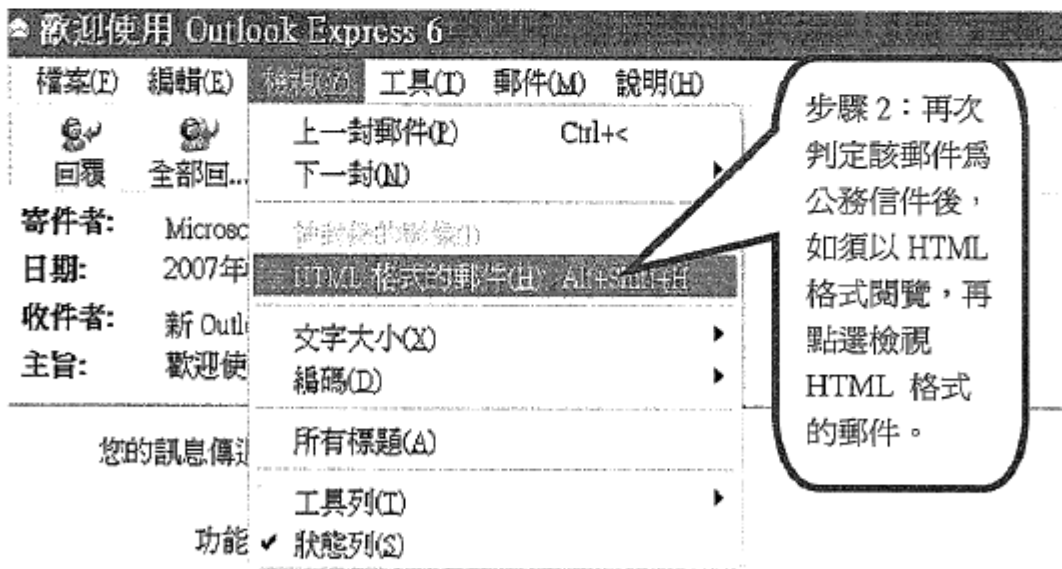 歡迎使用 Outlook Express 6
檔案(F) 編輯(E) 檢視(V) 工具(T) 郵件(M) 說明(H)
回覆 全部回...
上一封郵件(P) Ctrl+<
下一封(N)
HTML 格式的郵件(H) Alt+Shift+H
文字大小(X)
編碼(D)
所有標題(A)
工具列(T)
狀態列(S)
寄件者: Microsc
日期: 2007年
收件者: 新 Outl
主旨: 歡迎使
您的訊息傳
功能
步驟 2：再次
判定該郵件為
公務信件後，
如須以 HTML
格式閱覽，再
點選檢視
HTML 格式
的郵件。